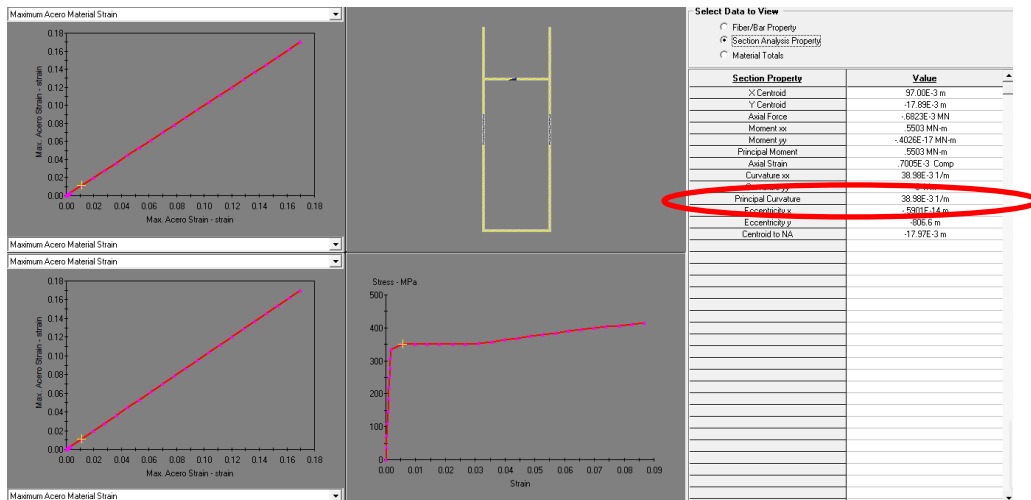 Maximum Acero Material Strain
0.18
0.16
0.14
0.12
0.10
0.08
0.06
0.04
0.02
0.00
Max. Acero Strain - strain
0.00 0.02 0.04 0.06 0.08 0.10 0.12 0.14 0.16 0.18
Max. Acero Strain - strain
Maximum Acero Material Strain
Maximum Acero Material Strain
0.18
0.16
0.14
0.12
0.10
0.08
0.06
0.04
0.02
0.00
Max. Acero Strain - strain
0.00 0.02 0.04 0.06 0.08 0.10 0.12 0.14 0.16 0.18
Max. Acero Strain - strain
Maximum Acero Material Strain
Stress - MPa
500
400
300
200
100
0
0.00 0.01 0.02 0.03 0.04 0.05 0.06 0.07 0.08 0.09
Strain
Select Data to View
Fiber/Bar Property
Section Analysis Property
Material Totals
Section Property Value
X Centroid 97.00E-3 m
Y Centroid -17.89E-3 m
Axial Force -.6823E-3 MN
Moment xx .5503 MN-m
Moment yy -.4026E-17 MN-m
Principal Moment .5503 MN-m
Axial Strain .7005E-3 Comp
Curvature xx 38.98E-3 1/m
Principal Curvature 38.98E-3 1/m
Eccentricity x -.5901E-14 m
Eccentricity y -806.6 m
Centroid to NA -17.97E-3 m